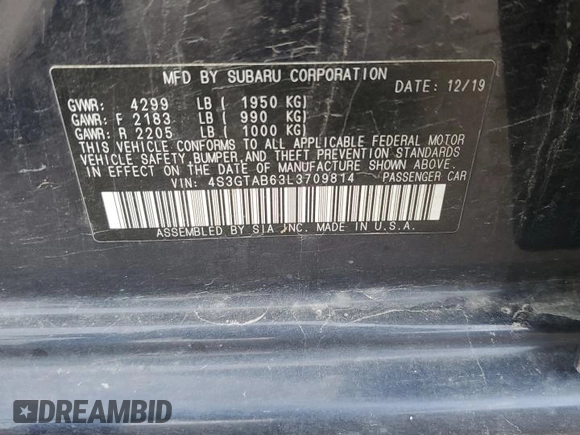 MFD BY SUBARU CORPORATION
DATE: 12/19
GVWR: 4299 LB ( 1950 KG)
GAWR: F 2183 LB ( 990 KG)
GAWR: R 2205 LB ( 1000 KG)
THIS VEHICLE CONFORMS TO ALL APPLICABLE FEDERAL MOTOR
VEHICLE SAFETY, BUMPER, AND THEFT PREVENTION STANDARDS
IN EFFECT ON THE DATE OF MANUFACTURE SHOWN ABOVE.
VIN: 4S3GTAB63L3709814 PASSENGER CAR
ASSEMBLED BY SIA, INC. MADE IN U.S.A.
DREAMBID